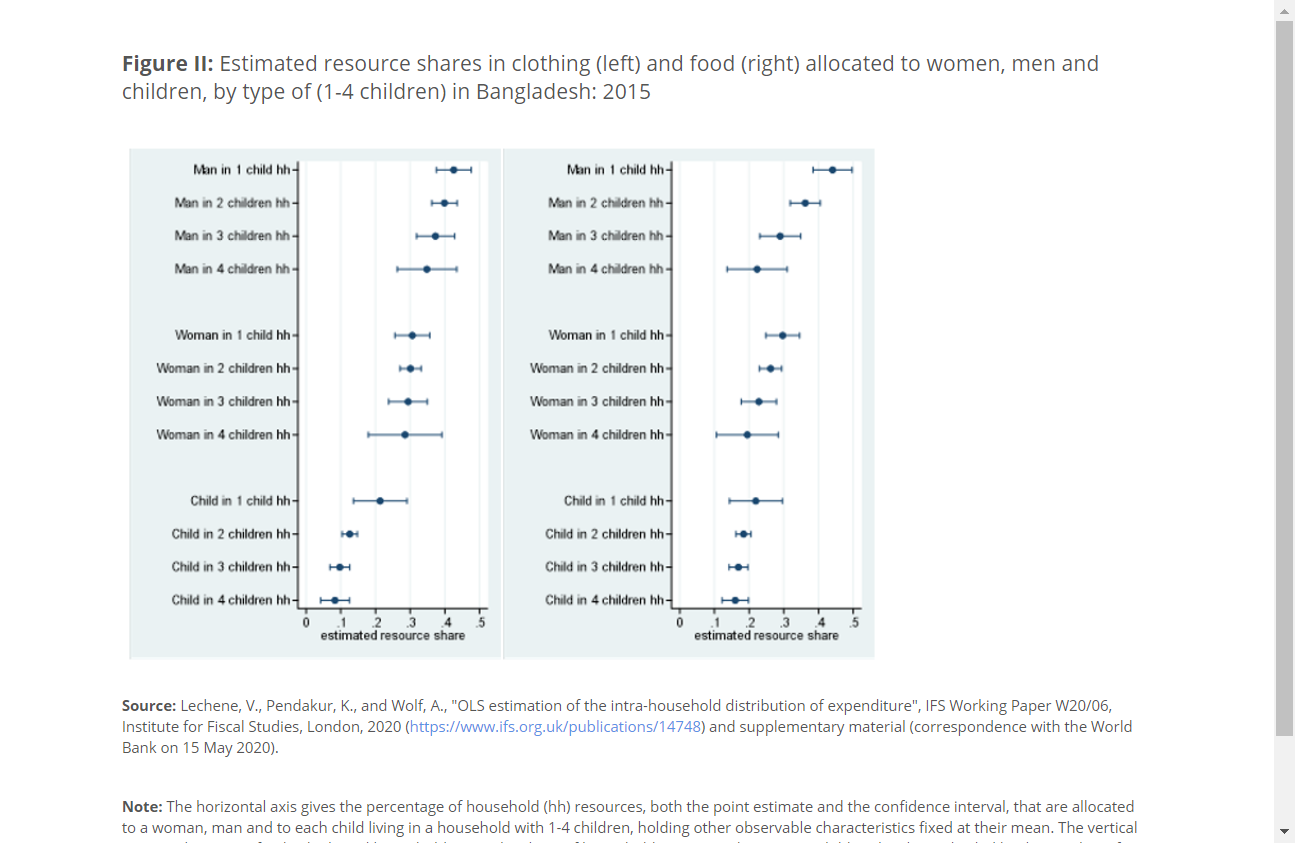 Figure II: Estimated resource shares in clothing (left) and food (right) allocated to women, men and
children, by type of (1-4 children) in Bangladesh: 2015
Man in 1 child hh
Man in 2 children hh
Man in 3 children hh
Man in 4 children hh
Woman in 1 child hh
Woman in 2 children hh
Woman in 3 children hh
Woman in 4 children hh
Child in 1 child hh
Child in 2 children hh
Child in 3 children hh
Child in 4 children hh
0 .1 .2 .3 .4 .5
estimated resource share
Man in 1 child hh
Man in 2 children hh
Man in 3 children hh
Man in 4 children hh
Woman in 1 child hh
Woman in 2 children hh
Woman in 3 children hh
Woman in 4 children hh
Child in 1 child hh
Child in 2 children hh
Child in 3 children hh
Child in 4 children hh
0 .1 .2 .3 .4 .5
estimated resource share
Source: Lechene, V., Pendakur, K., and Wolf, A., "OLS estimation of the intra-household distribution of expenditure", IFS Working Paper W20/06,
Institute for Fiscal Studies, London, 2020 (https://www.ifs.org.uk/publications/14748) and supplementary material (correspondence with the World
Bank on 15 May 2020).
Note: The horizontal axis gives the percentage of household (hh) resources, both the point estimate and the confidence interval, that are allocated
to a woman, man and to each child living in a household with 1-4 children, holding other observable characteristics fixed at their mean. The vertical